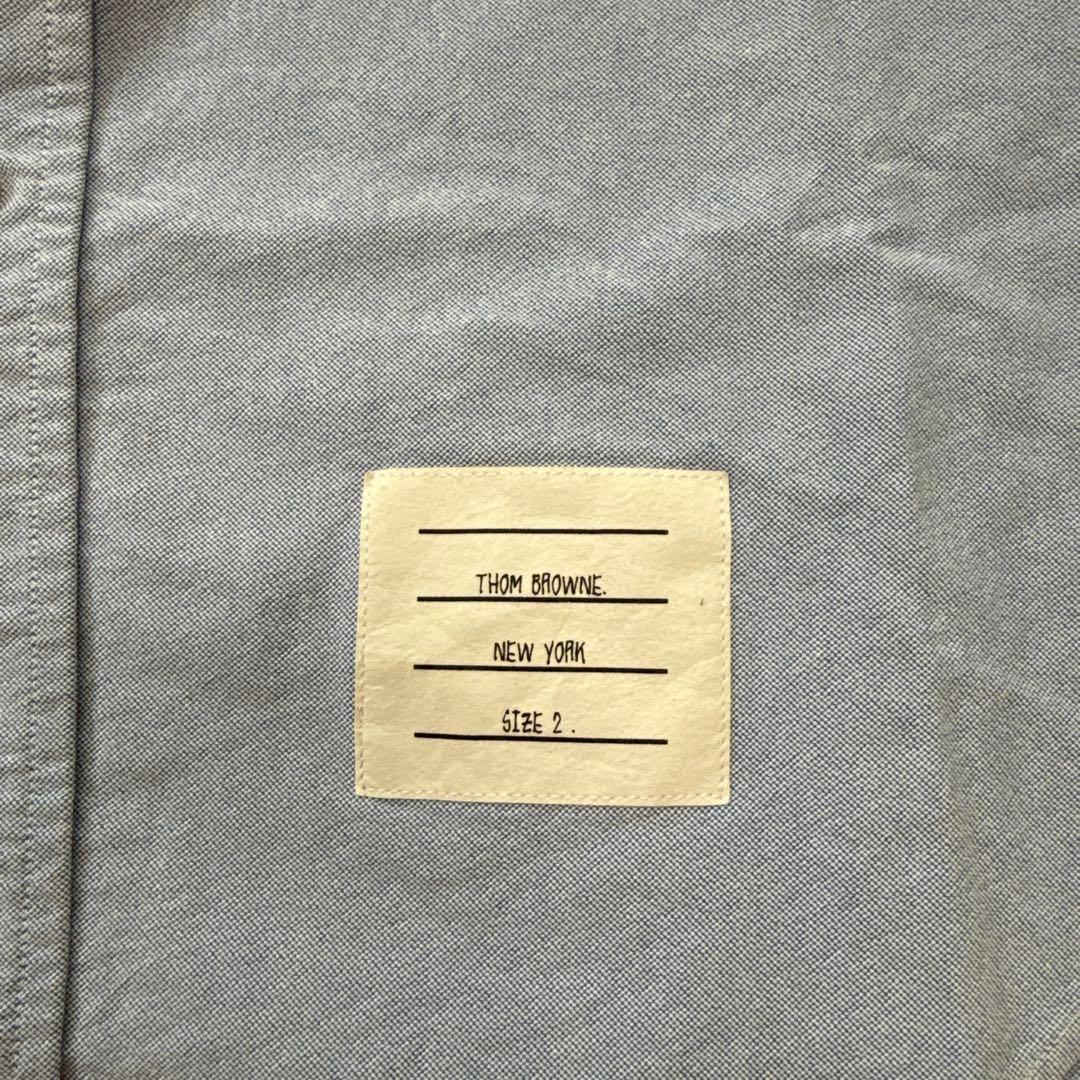 THOM BROWNE.
NEW YORK
SIZE 2 .